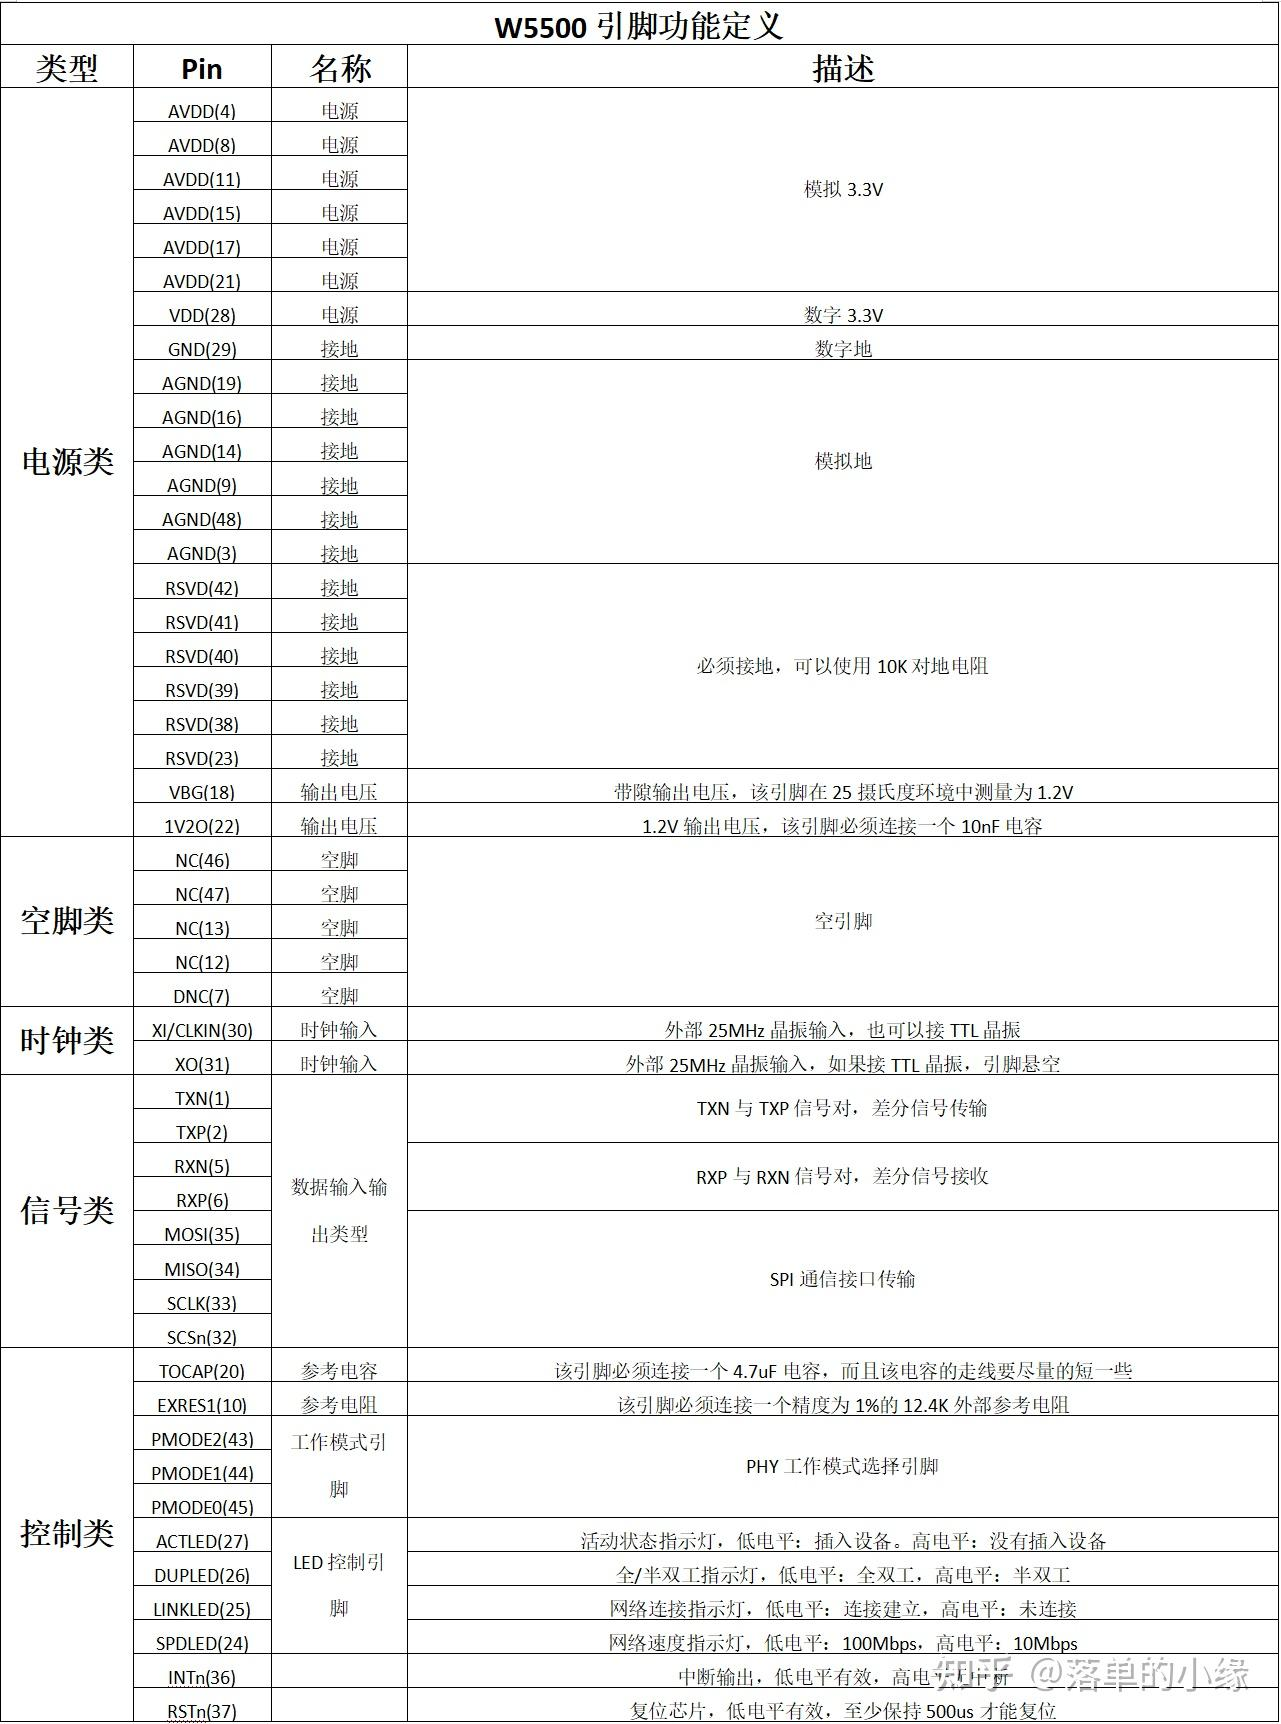 W5500 引脚功能定义
类型 Pin 名称 描述
电源类
AVDD(4) 电源
AVDD(8) 电源
AVDD(11) 电源
AVDD(15) 电源
AVDD(17) 电源
AVDD(21) 电源
模拟 3.3V
VDD(28) 电源 数字 3.3V
GND(29) 接地 数字地
AGND(19) 接地
AGND(16) 接地
AGND(14) 接地
AGND(9) 接地
AGND(48) 接地
AGND(3) 接地
模拟地
RSVD(42) 接地
RSVD(41) 接地
RSVD(40) 接地
RSVD(39) 接地
RSVD(38) 接地
RSVD(23) 接地
必须接地，可以使用 10K 对地电阻
VBG(18) 输出电压 带隙输出电压，该引脚在 25 摄氏度环境中测量为 1.2V
1V2O(22) 输出电压 1.2V 输出电压，该引脚必须连接一个 10nF 电容
空脚类
NC(46) 空脚
NC(47) 空脚
NC(13) 空脚
NC(12) 空脚
DNC(7) 空脚
空引脚
时钟类
XI/CLKIN(30) 时钟输入 外部 25MHz 晶振输入，也可以接 TTL 晶振
XO(31) 时钟输入 外部 25MHz 晶振输入，如果接 TTL 晶振，引脚悬空
信号类
TXN(1)
TXP(2)
TXN 与 TXP 信号对，差分信号传输
RXN(5)
RXP(6)
RXP 与 RXN 信号对，差分信号接收
数据输入输
出类型
MOSI(35)
MISO(34)
SCLK(33)
SCSn(32)
SPI 通信接口传输
控制类
TOCAP(20) 参考电容 该引脚必须连接一个 4.7uF 电容，而且该电容的走线要尽量的短一些
EXRES1(10) 参考电阻 该引脚必须连接一个精度为 1%的 12.4K 外部参考电阻
PMODE2(43)
PMODE1(44)
PMODE0(45)
工作模式引
脚
PHY 工作模式选择引脚
LED 控制引
脚
ACTLED(27) 活动状态指示灯，低电平：插入设备。高电平：没有插入设备
DUPLED(26) 全/半双工指示灯，低电平：全双工，高电平：半双工
LINKLED(25) 网络连接指示灯，低电平：连接建立，高电平：未连接
SPDLED(24) 网络速度指示灯，低电平：100Mbps，高电平：10Mbps
INTn(36) 中断输出，低电平有效，高电平无中断
RSTn(37) 复位芯片，低电平有效，至少保持 500us 才能复位
知乎 @落单的小缘